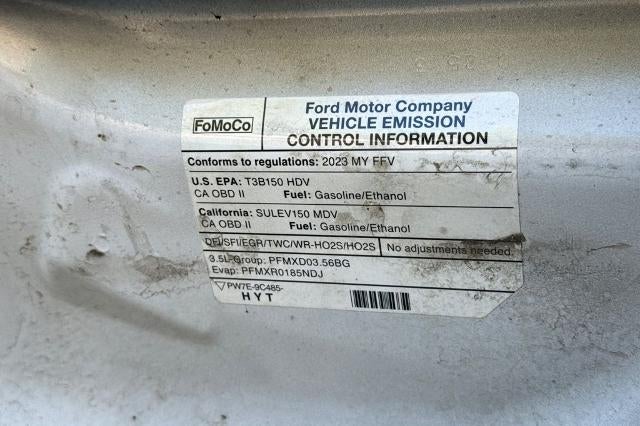 FoMoCo
Ford Motor Company
VEHICLE EMISSION
CONTROL INFORMATION
Conforms to regulations: 2023 MY FFV
U.S. EPA: T3B150 HDV
CA OBD II Fuel: Gasoline/Ethanol
California: SULEV150 MDV
CA OBD II Fuel: Gasoline/Ethanol
DFI/SFI/EGR/TWC/WR-HO2S/HO2S No adjustments needed.
3.5L-Group: PFMXD03.56BG
Evap: PFMXR0185NDJ
PW7E-9C485-
HYT